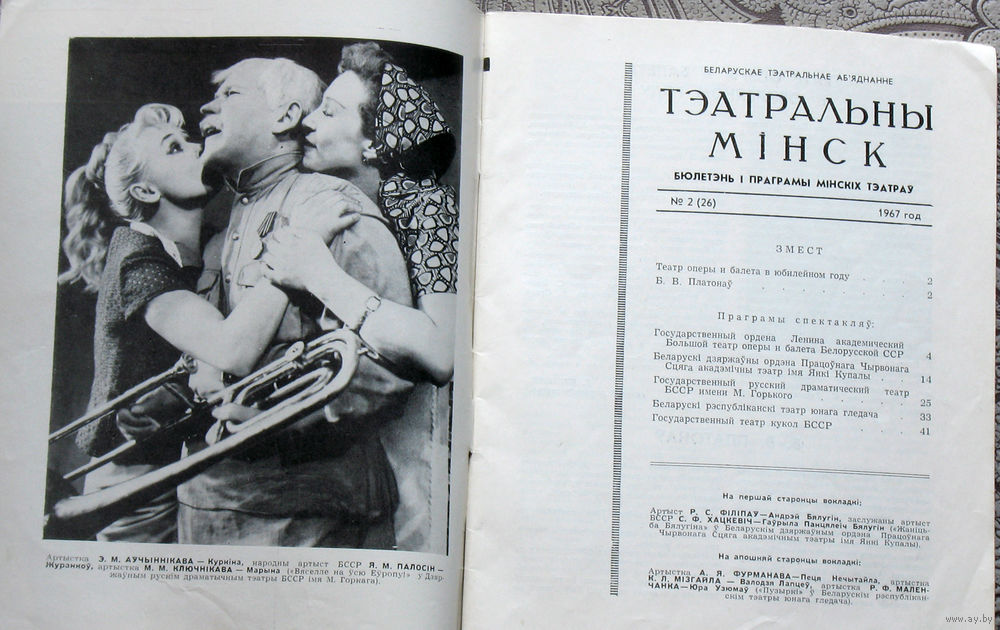 Артыстка Э. М. АУЧЫННІКАВА — Куркіна, народны артыст БССР Я. М. ПАЛОСІН —
Журанкоў, артыстка М. М. КЛЮЧНІКАВА — Марына («Вяселле на ўсю Еўропу!» у Дзяр-
жаўным рускім драматычным тэатры БССР імя М. Горкага).
БЕЛАРУСКАЕ ТЭАТРАЛЬНАЕ АБ'ЯДНАННЕ
ТЭАТРАЛЬНЫ
МІНСК
БЮЛЕТЭНЬ І ПРАГРАМЫ МІНСКІХ ТЭАТРАЎ
№ 2 (26) 1967 год
ЗМЕСТ
Театр оперы и балета в юбилейном году . . 2
Б. В. Платонаў . . . . . 2
Праграмы спектакляў:
Государственный ордена Ленина академический
Большой театр оперы и балета Белорусской ССР 4
Беларускі дзяржаўны ордэна Працоўнага Чырвонага
Сцяга акадэмічны тэатр імя Янкі Купалы . . 14
Государственный русский драматический театр
БССР имени М. Горького . . . . . 25
Беларускі рэспубліканскі тэатр юнага гледача . 33
Государственный театр кукол БССР . . . 41
На першай старонцы вокладкі:
Артыст Р. С. ФІЛІПАЎ — Андрэй Бялугін, заслужаны артыст
БССР С. Ф. ХАЦКЕВІЧ — Гаўрыла Панцялеіч Бялугін («Жаніць-
ба Бялугіна» ў Беларускім дзяржаўным ордэна Працоўнага
Чырвонага Сцяга акадэмічным тэатры імя Янкі Купалы).
На апошняй старонцы вокладкі:
Артыстка А. Я. ФУРМАНАВА — Пеця Нечытайла, артыстка
К. Л. МІЗГАЙЛА — Валодзя Лапцеў, артыстка Р. Ф. МАЛЕН-
ЧАНКА — Юра Узюмаў («Пузыркі» ў Беларускім рэспублікан-
скім тэатры юнага гледача).
www.ay.by